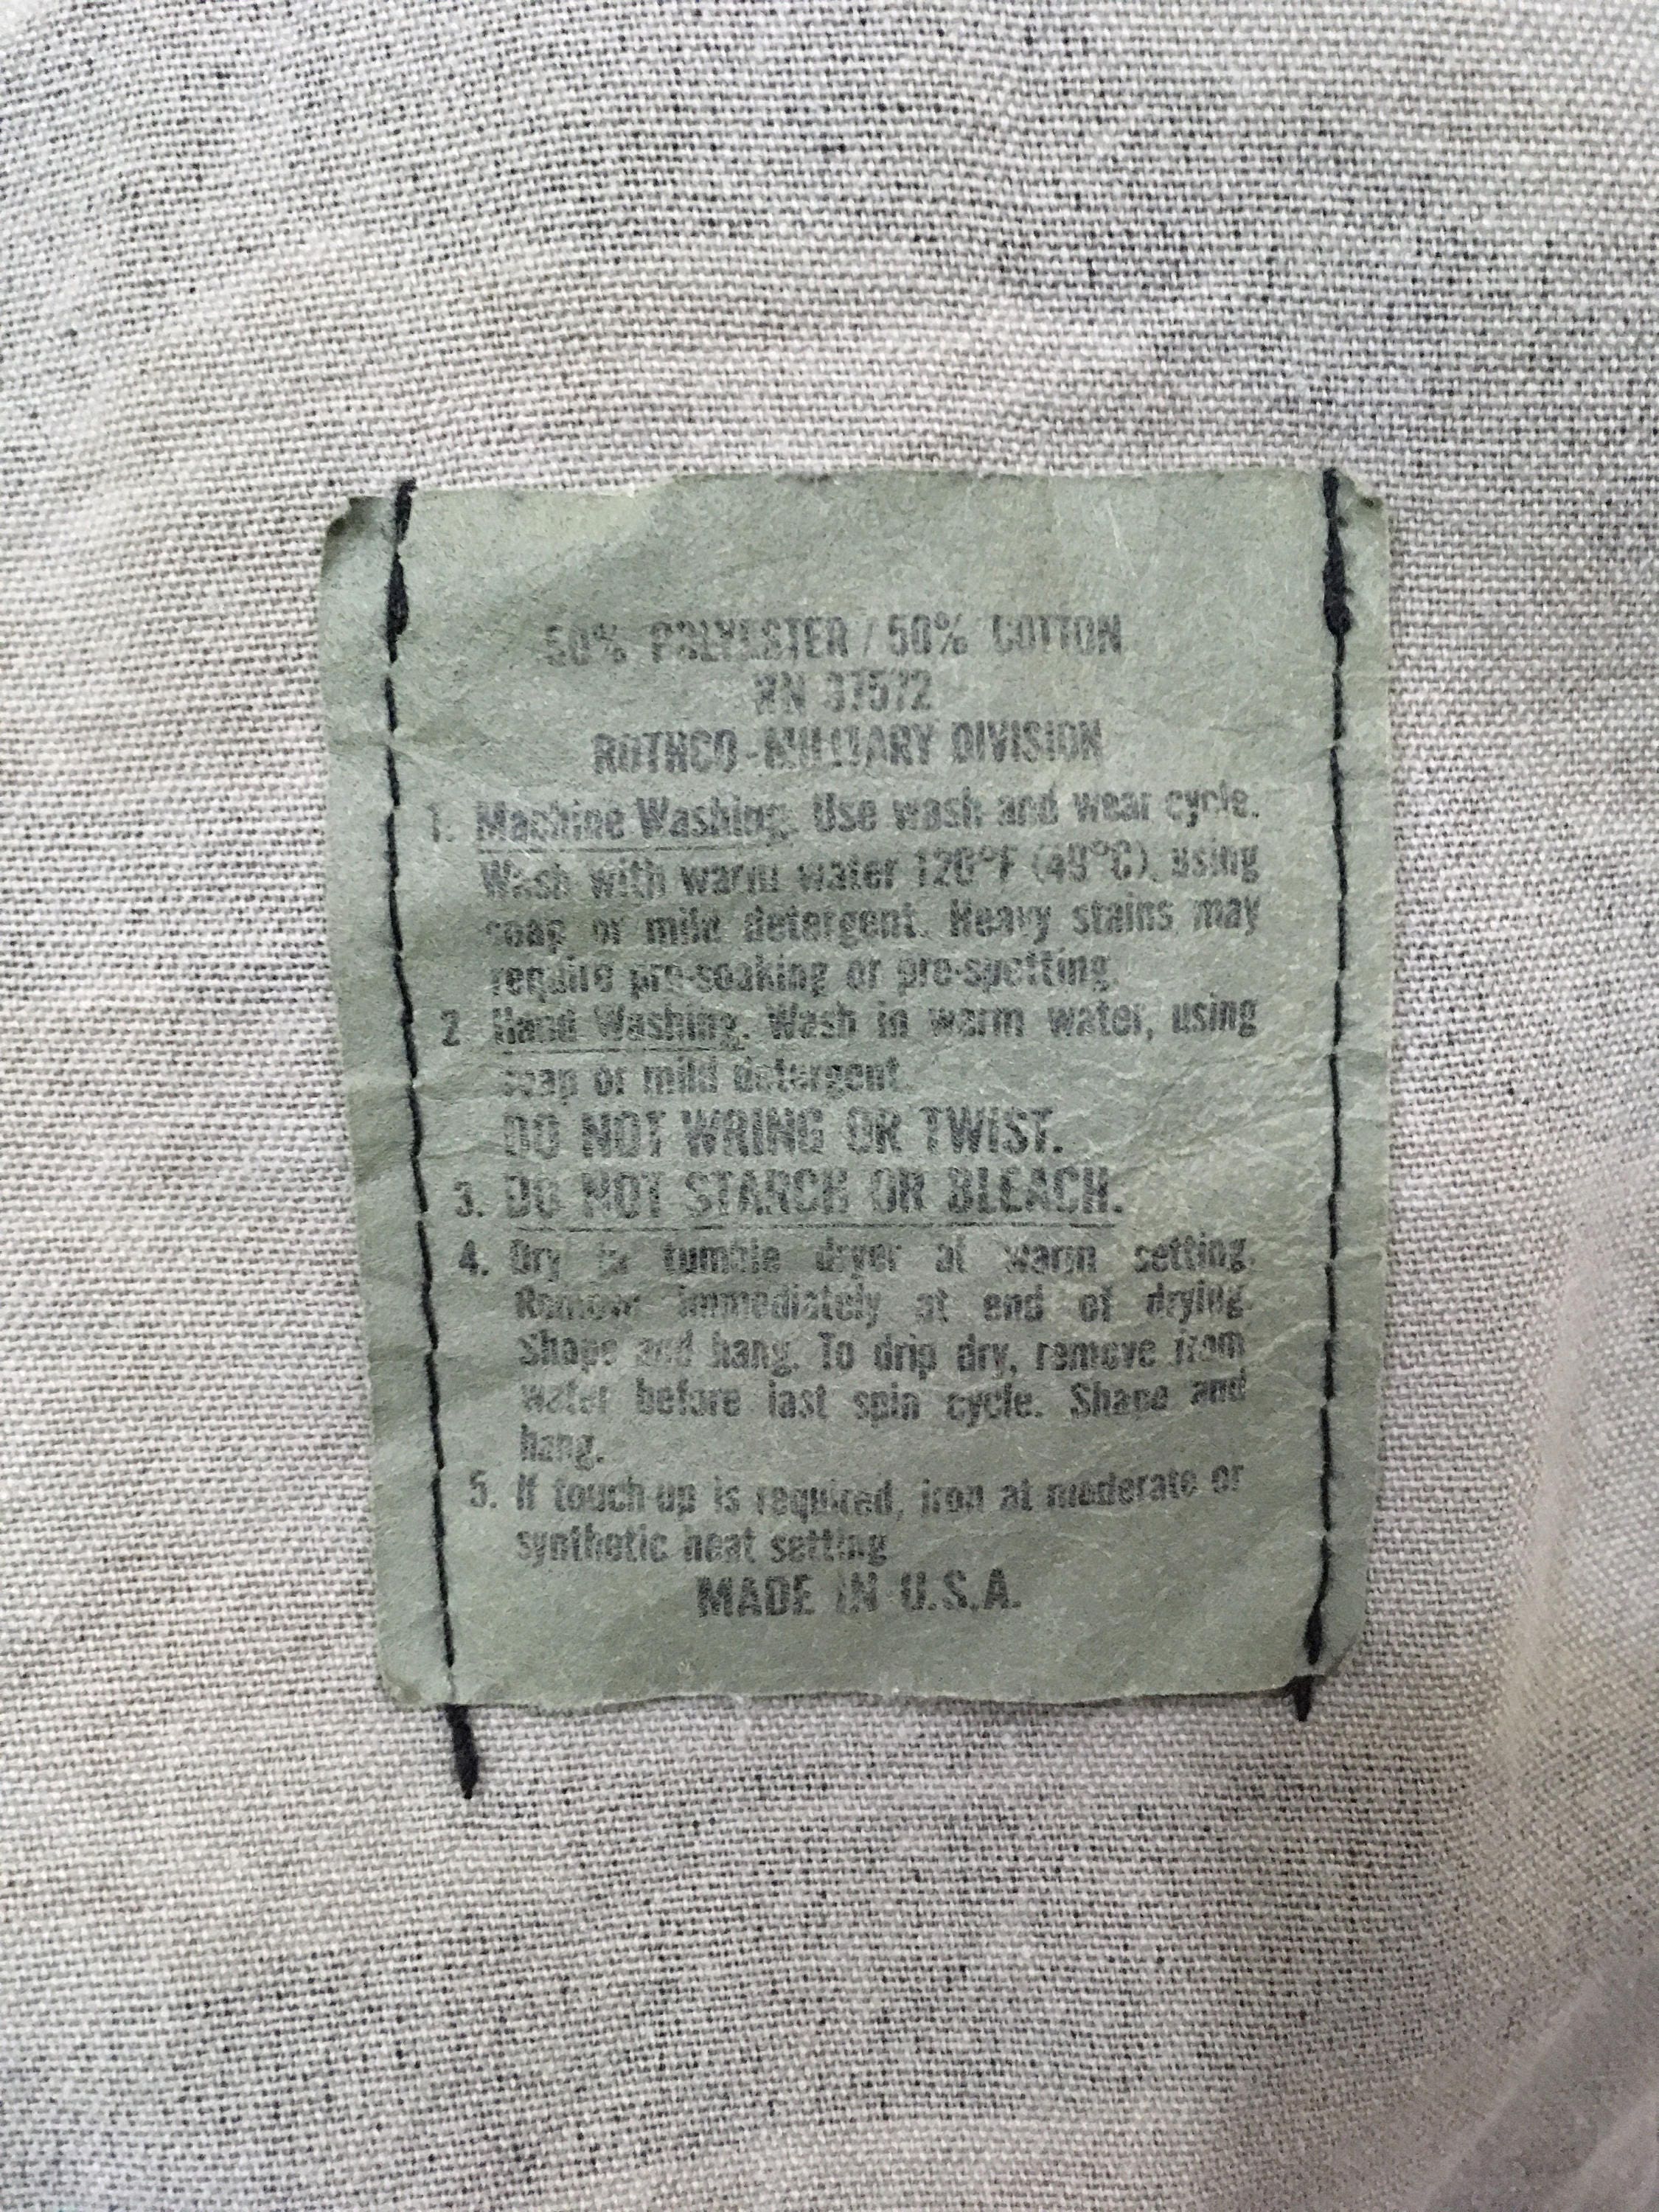 50% POLYESTER / 50% COTTON
RN 37572
ROTHCO-MILITARY DIVISION
1. Machine Washing. Use wash and wear cycle.
Wash with warm water 120°F (49°C), using
soap or mild detergent. Heavy stains may
require pre-soaking or pre-spotting.
2 Hand Washing. Wash in warm water, using
soap or mild detergent.
DO NOT WRING OR TWIST.
3. DO NOT STARCH OR BLEACH.
4. Dry in tumble dryer at warm setting.
Remove immediately at end of drying.
Shape and hang. To drip dry, remove from
water before last spin cycle. Shape and
hang.
5. If touch-up is required, iron at moderate or
synthetic heat setting
MADE IN U.S.A.